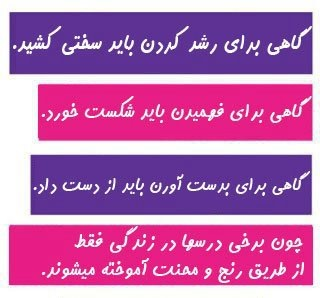 گاهی برای رشد کردن باید سختی کشید.
گاهی برای فهمیدن باید شکست خورد.
گاهی برای بدست آورن باید از دست داد.
چون برخی درسها در زندگی فقط
از طریق رنج و محنت آموخته میشوند.